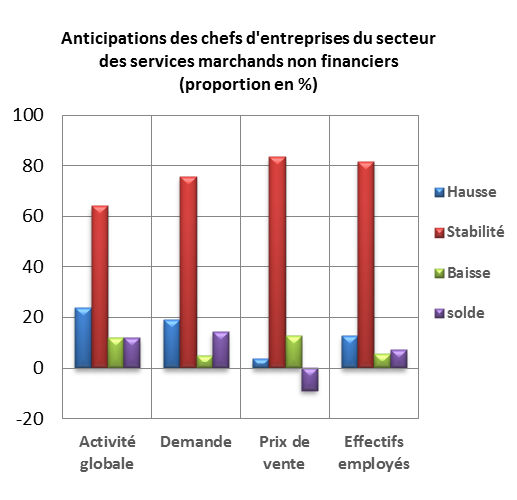 Anticipations des chefs d'entreprises du secteur
des services marchands non financiers
(proportion en %)
100
80
60
40
20
0
-20
Hausse
Stabilité
Baisse
solde
Activité
globale
Demande
Prix de
vente
Effectifs
employés